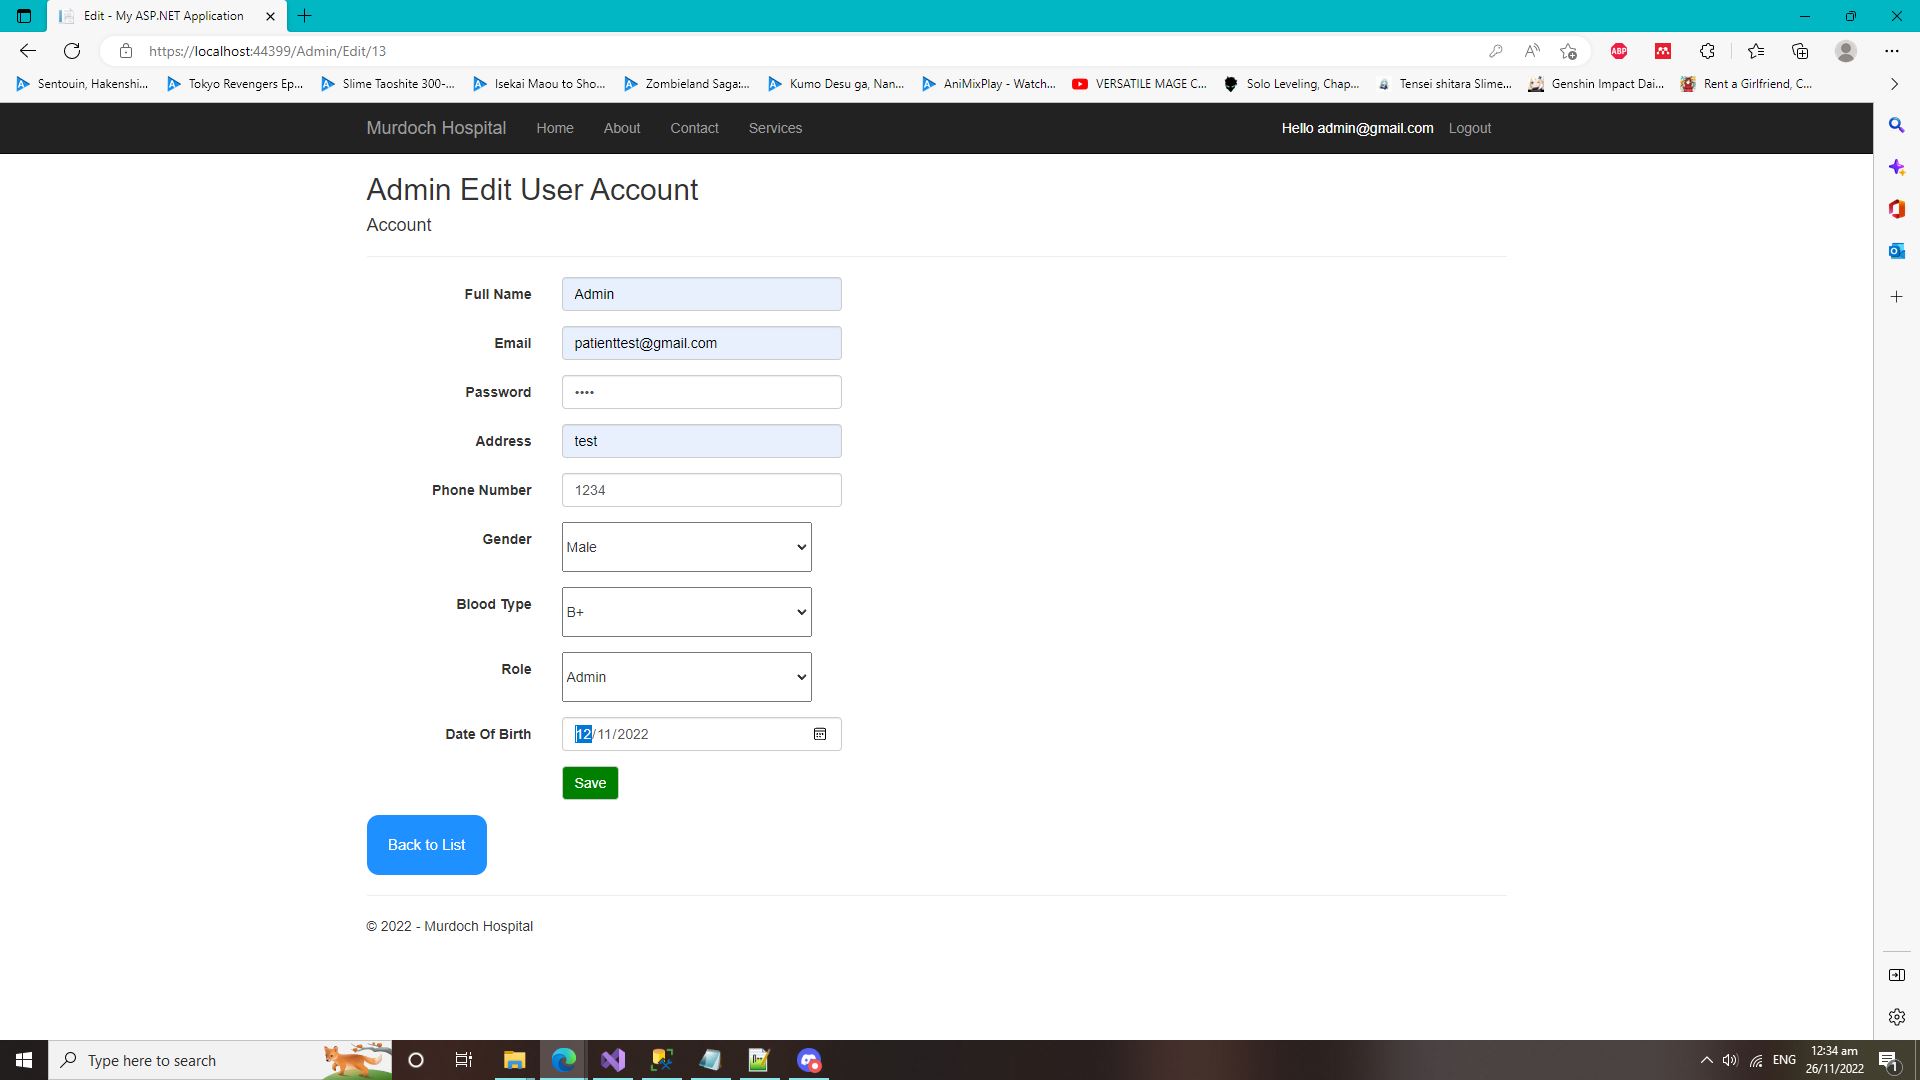 Edit - My ASP.NET Application
https://localhost:44399/Admin/Edit/13
ABP
Sentouin, Hakenshi... Tokyo Revengers Ep... Slime Taoshite 300-... Isekai Maou to Sho... Zombieland Saga:... Kumo Desu ga, Nan... AniMixPlay - Watch... VERSATILE MAGE C... Solo Leveling, Chap... Tensei shitara Slime... Genshin Impact Dai... Rent a Girlfriend, C...
Murdoch Hospital Home About Contact Services Hello admin@gmail.com Logout
Admin Edit User Account
Account
Full Name Admin
Email patienttest@gmail.com
Password ••••
Address test
Phone Number 1234
Gender Male
Blood Type B+
Role Admin
Date Of Birth 12/11/2022
Save
Back to List
© 2022 - Murdoch Hospital
Type here to search
ENG
12:34 am
26/11/2022
1